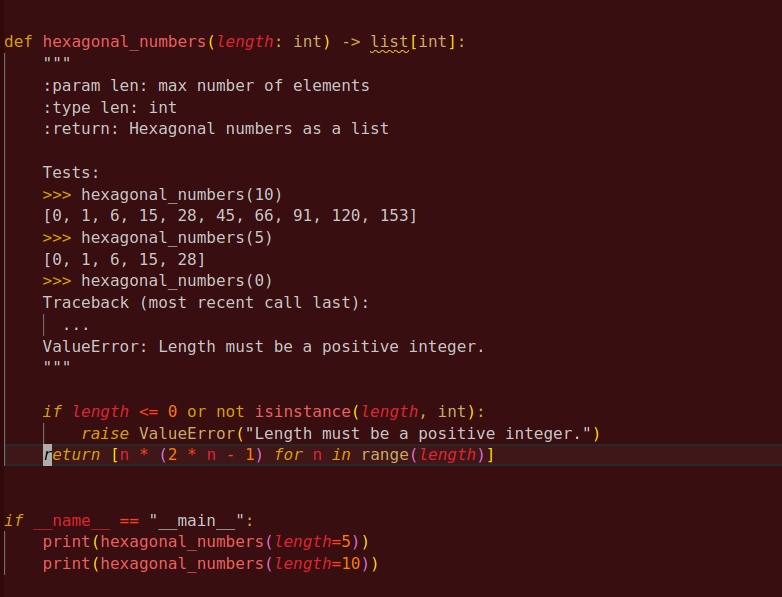 def hexagonal_numbers(length: int) -> list[int]:
    """
    :param len: max number of elements
    :type len: int
    :return: Hexagonal numbers as a list

    Tests:
    >>> hexagonal_numbers(10)
    [0, 1, 6, 15, 28, 45, 66, 91, 120, 153]
    >>> hexagonal_numbers(5)
    [0, 1, 6, 15, 28]
    >>> hexagonal_numbers(0)
    Traceback (most recent call last):
      ...
    ValueError: Length must be a positive integer.
    """

    if length <= 0 or not isinstance(length, int):
        raise ValueError("Length must be a positive integer.")
    return [n * (2 * n - 1) for n in range(length)]


if __name__ == "__main__":
    print(hexagonal_numbers(length=5))
    print(hexagonal_numbers(length=10))